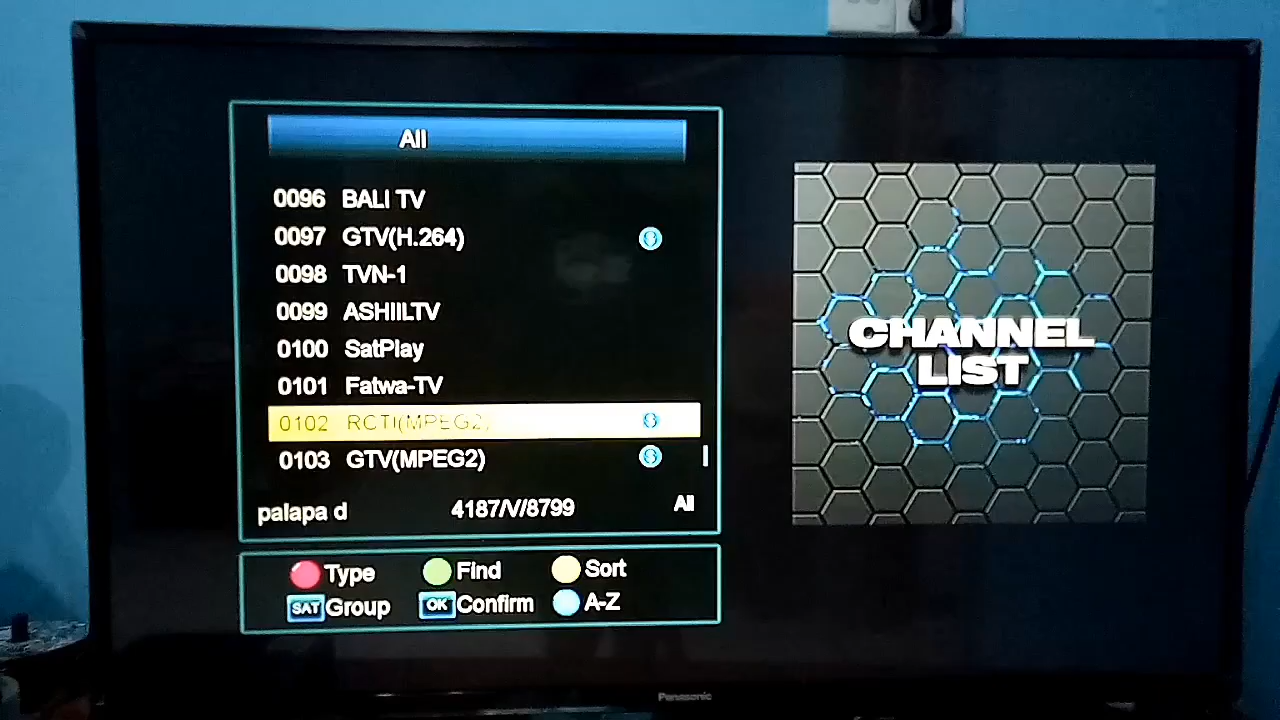 All
0096 BALI TV
0097 GTV(H.264)
0098 TVN-1
0099 ASHIILTV
0100 SatPlay
0101 Fatwa-TV
0102 RCTI(MPEG2)
0103 GTV(MPEG2)
palapa d 4187/V/8799 All
Type Find Sort
SAT Group OK Confirm A-Z
CHANNEL
LIST
Panasonic